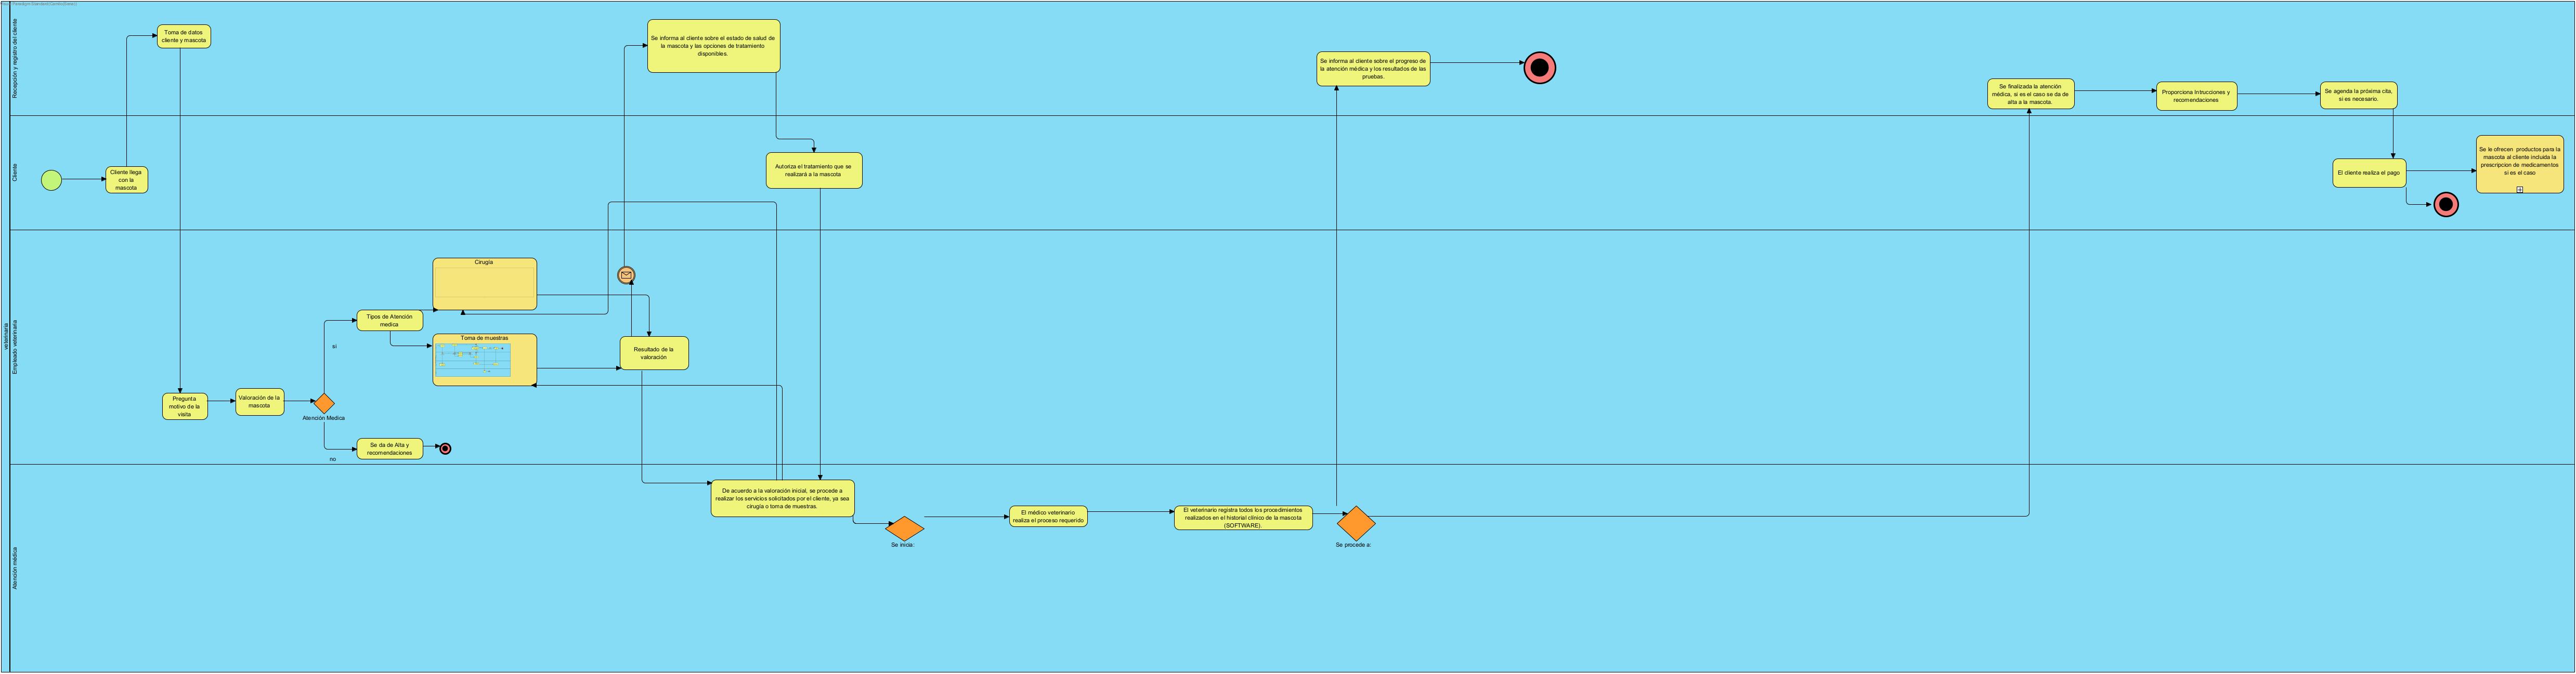 veterinaria
Recepción y registro del cliente
Toma de datos
cliente y mascota
Se informa al cliente sobre el estado de salud de
la mascota y las opciones de tratamiento
disponibles.
Se informa al cliente sobre el progreso de
la atención médica y los resultados de las
pruebas.
Se finalizada la atención
médica, si es el caso se da de
alta a la mascota.
Proporciona Intrucciones y
recomendaciones
Se agenda la próxima cita,
si es necesario.
Cliente
Cliente llega
con la
mascota
Autoriza el tratamiento que se
realizará a la mascota
El cliente realiza el pago
Se le ofrecen productos para la
mascota al cliente incluida la
prescripcion de medicamentos
si es el caso
Empleado veterinaria
Cirugía
Tipos de Atención
medica
si
Toma de muestras
Resultado de la
valoración
Pregunta
motivo de la
visita
Valoración de la
mascota
Atención Medica
Se da de Alta y
recomendaciones
no
Atención médica
De acuerdo a la valoración inicial, se procede a
realizar los servicios solicitados por el cliente, ya sea
cirugía o toma de muestras.
Se inicia:
El médico veterinario
realiza el proceso requerido
El veterinario registra todos los procedimientos
realizados en el historial clínico de la mascota
(SOFTWARE).
Se procede a: